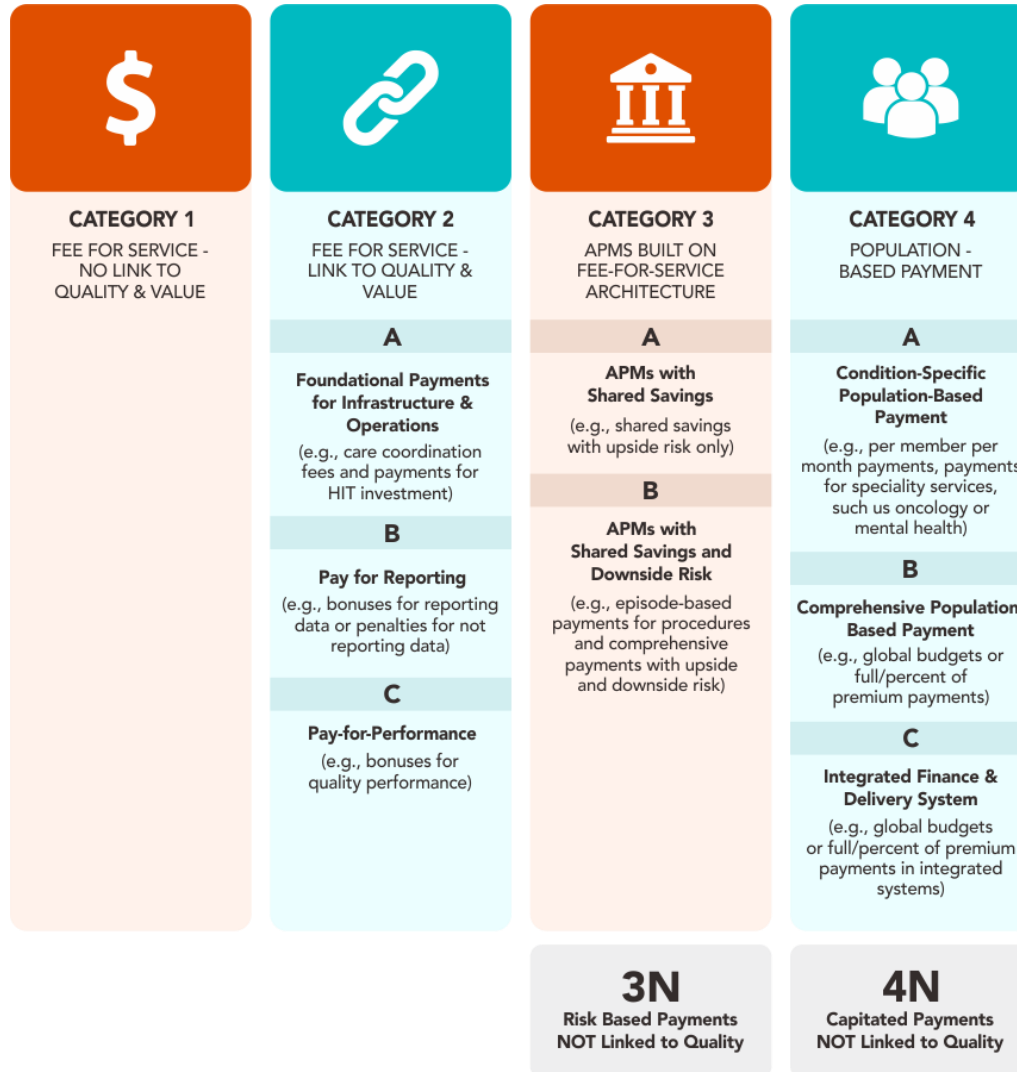 $
CATEGORY 1
FEE FOR SERVICE -
NO LINK TO
QUALITY & VALUE
CATEGORY 2
FEE FOR SERVICE -
LINK TO QUALITY &
VALUE
A
Foundational Payments
for Infrastructure &
Operations
(e.g., care coordination
fees and payments for
HIT investment)
B
Pay for Reporting
(e.g., bonuses for reporting
data or penalties for not
reporting data)
C
Pay-for-Performance
(e.g., bonuses for
quality performance)
CATEGORY 3
APMS BUILT ON
FEE-FOR-SERVICE
ARCHITECTURE
A
APMs with
Shared Savings
(e.g., shared savings
with upside risk only)
B
APMs with
Shared Savings and
Downside Risk
(e.g., episode-based
payments for procedures
and comprehensive
payments with upside
and downside risk)
3N
Risk Based Payments
NOT Linked to Quality
CATEGORY 4
POPULATION -
BASED PAYMENT
A
Condition-Specific
Population-Based
Payment
(e.g., per member per
month payments, payments
for speciality services,
such us oncology or
mental health)
B
Comprehensive Population
Based Payment
(e.g., global budgets or
full/percent of
premium payments)
C
Integrated Finance &
Delivery System
(e.g., global budgets
or full/percent of premium
payments in integrated
systems)
4N
Capitated Payments
NOT Linked to Quality